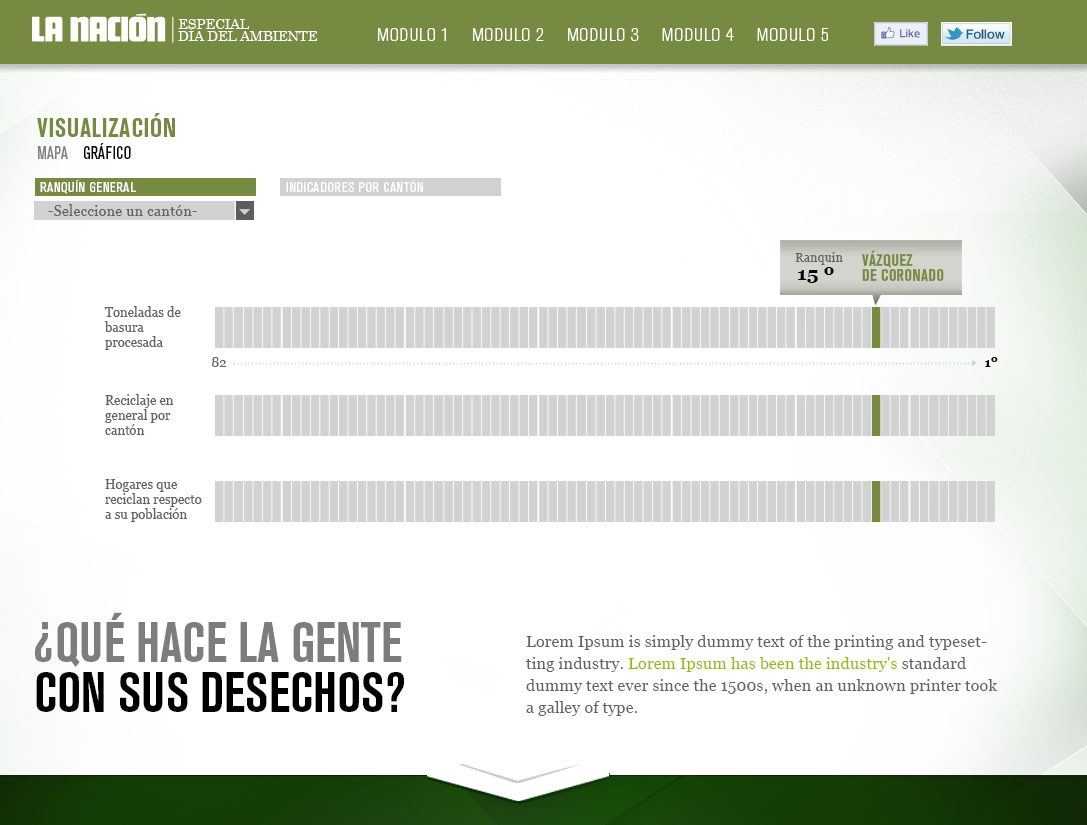 LA NACIÓN
ESPECIAL
DIA DEL AMBIENTE
MODULO 1 MODULO 2 MODULO 3 MODULO 4 MODULO 5
Like
Follow
VISUALIZACIÓN
MAPA GRÁFICO
RANQUÍN GENERAL
INDICADORES POR CANTÓN
-Seleccione un cantón-
Ranquin
15 º
VÁZQUEZ
DE CORONADO
Toneladas de
basura
procesada
82
1º
Reciclaje en
general por
cantón
Hogares que
reciclan respecto
a su población
¿QUÉ HACE LA GENTE
CON SUS DESECHOS?
Lorem Ipsum is simply dummy text of the printing and typeset-
ting industry. Lorem Ipsum has been the industry's standard
dummy text ever since the 1500s, when an unknown printer took
a galley of type.